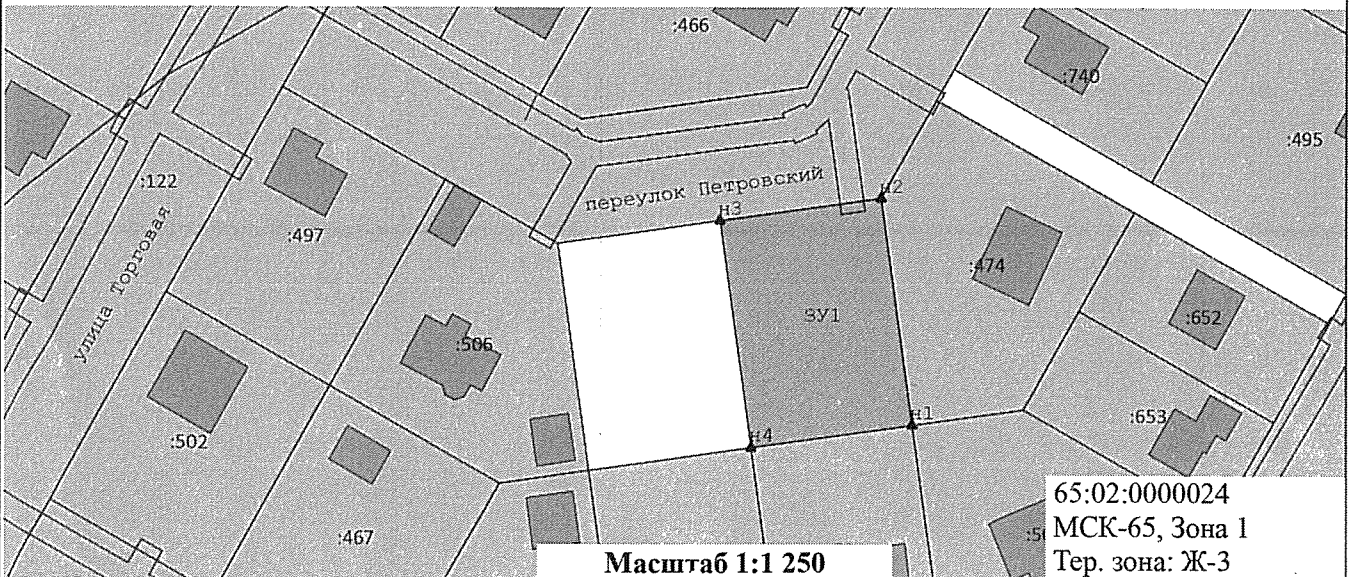 :466
:740
:495
:122
переулок Петровский
н2
н3
:497
улица Торговая
:474
ЗУ1
:652
:506
:502
н1
:653
н4
:467
65:02:0000024
МСК-65, Зона 1
Тер. зона: Ж-3
Масштаб 1:1 250